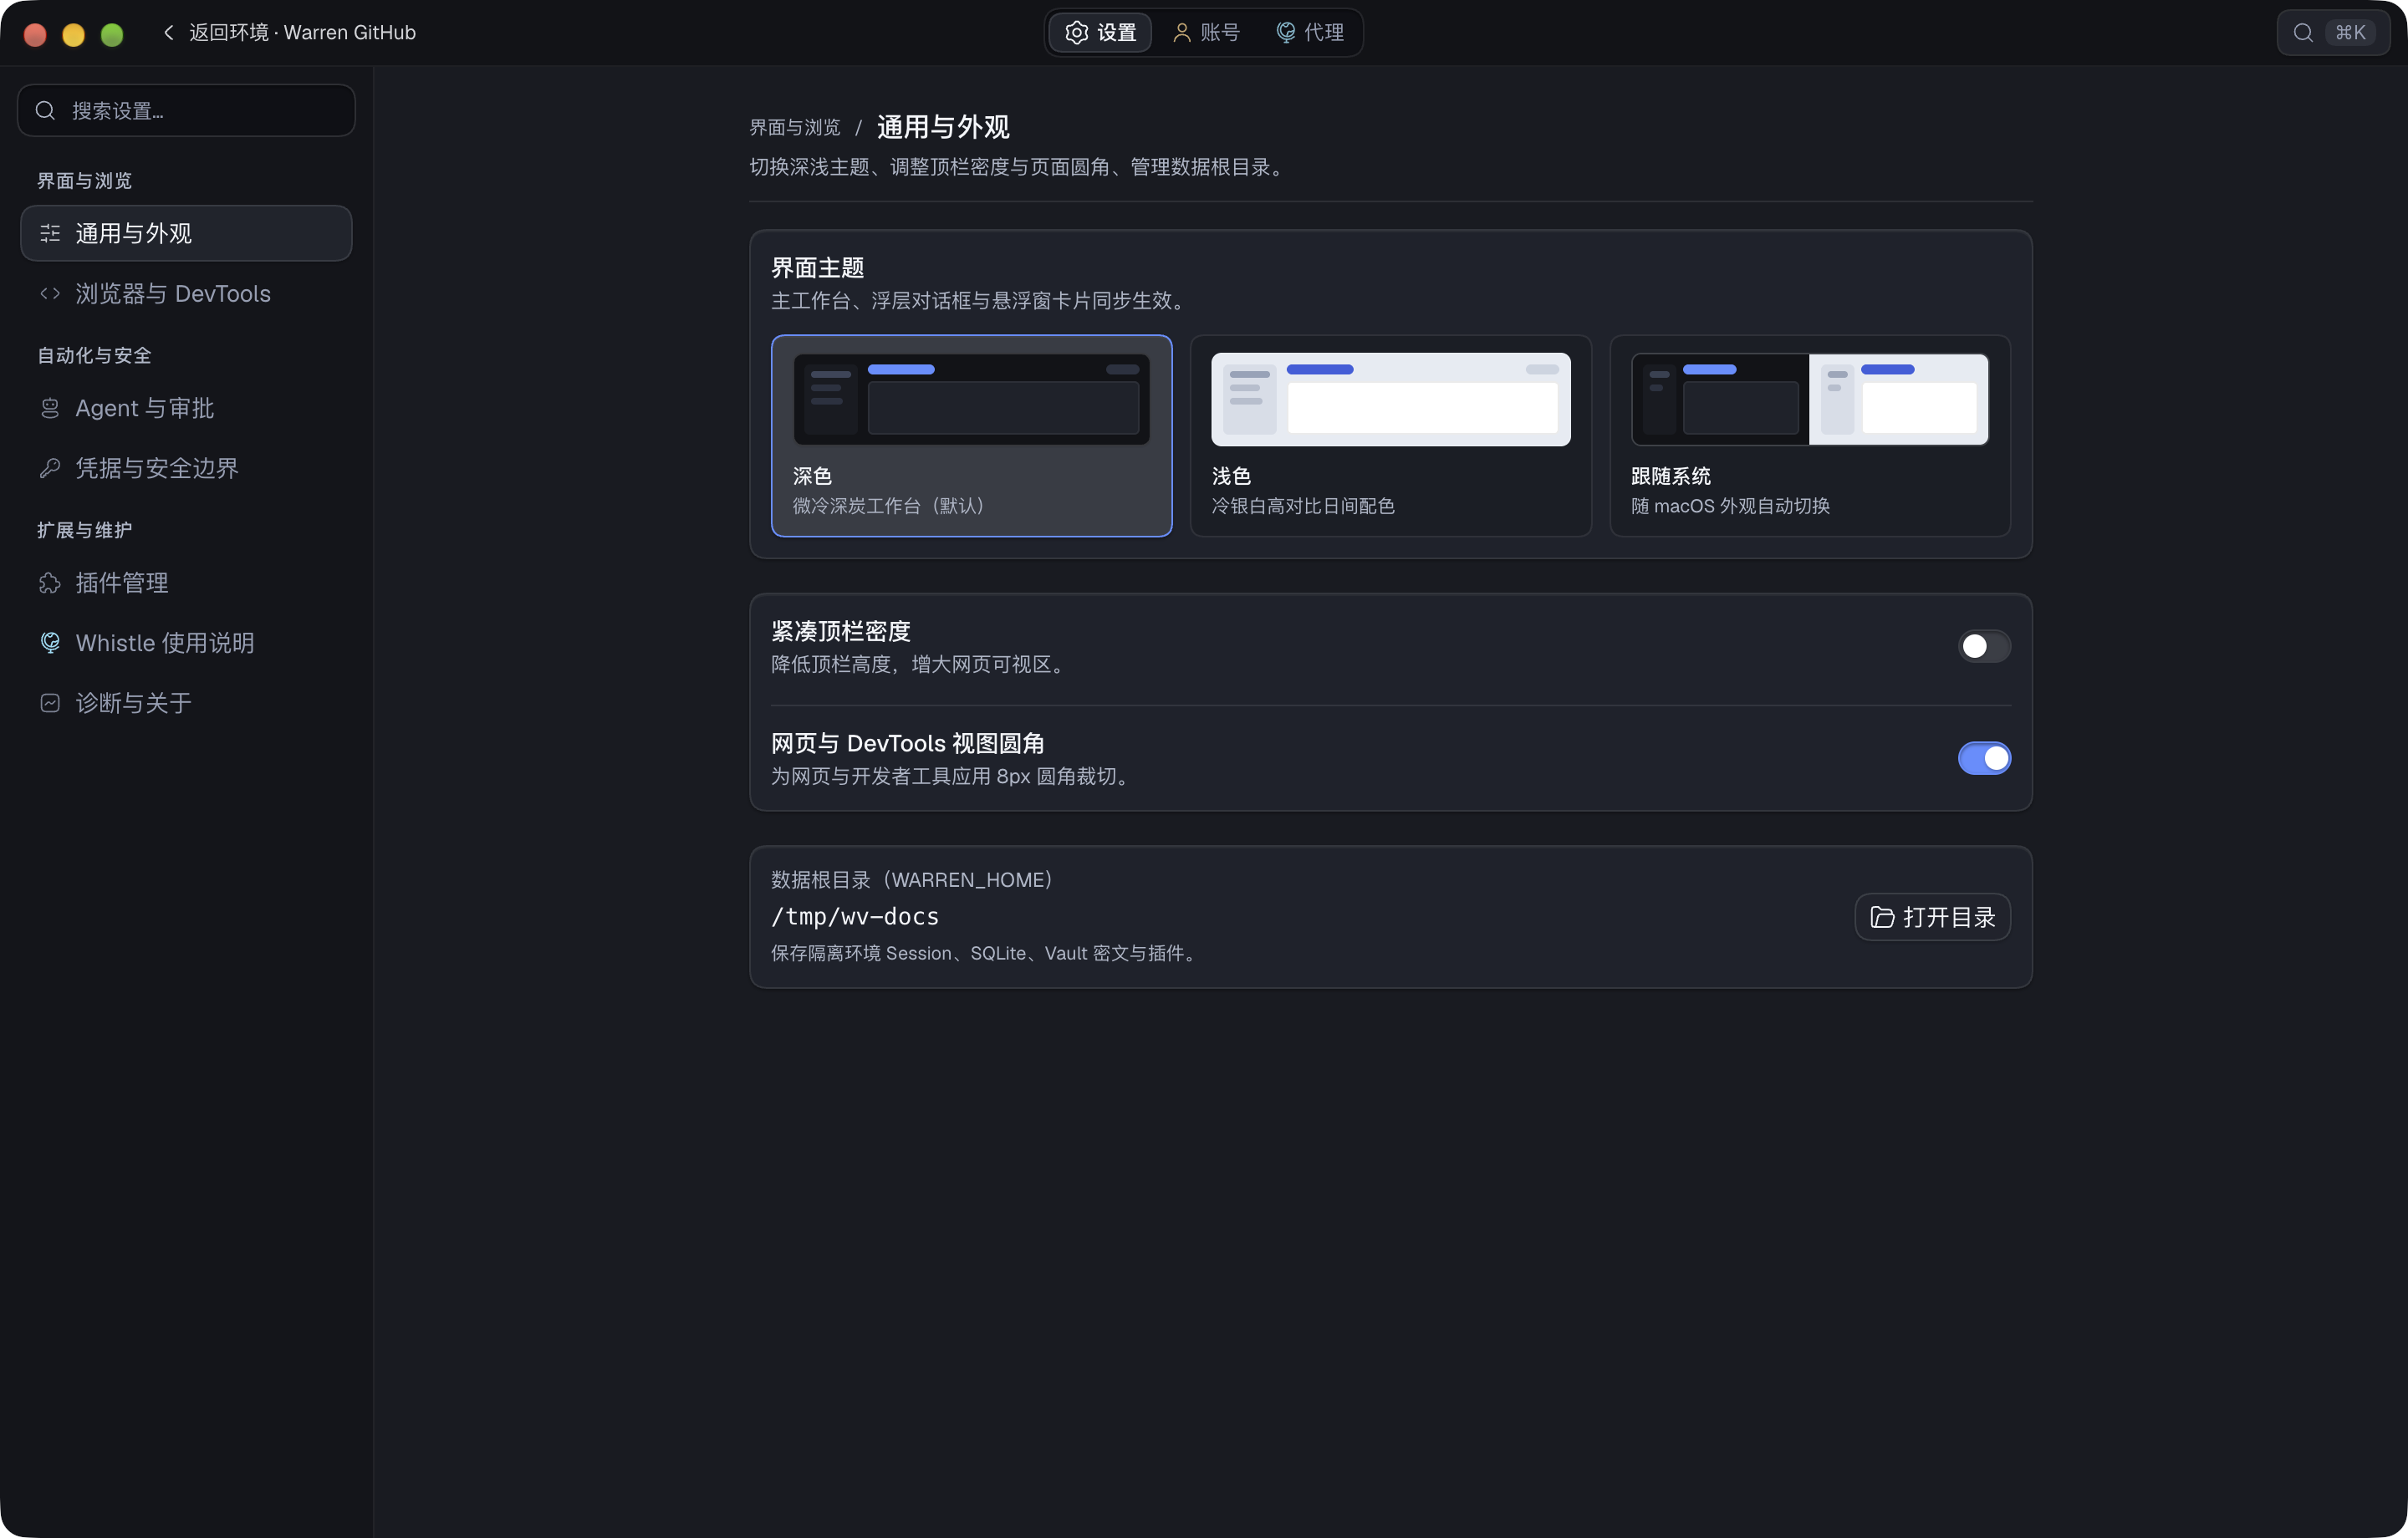 返回环境 · Warren GitHub
设置
账号
代理
⌘K
搜索设置...
界面与浏览
通用与外观
浏览器与 DevTools
自动化与安全
Agent 与审批
凭据与安全边界
扩展与维护
插件管理
Whistle 使用说明
诊断与关于
界面与浏览 / 通用与外观
切换深浅主题、调整顶栏密度与页面圆角、管理数据根目录。
界面主题
主工作台、浮层对话框与悬浮窗卡片同步生效。
深色
微冷深炭工作台（默认）
浅色
冷银白高对比日间配色
跟随系统
随 macOS 外观自动切换
紧凑顶栏密度
降低顶栏高度，增大网页可视区。
网页与 DevTools 视图圆角
为网页与开发者工具应用 8px 圆角裁切。
数据根目录（WARREN_HOME）
/tmp/wv-docs
保存隔离环境 Session、SQLite、Vault 密文与插件。
打开目录